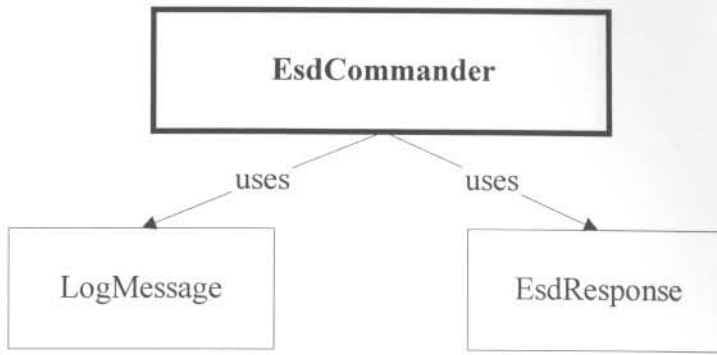 EsdCommander
uses
uses
LogMessage
EsdResponse